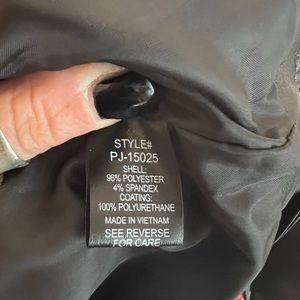 STYLE#
PJ-15025
SHELL:
96% POLYESTER
4% SPANDEX
COATING:
100% POLYURETHANE
MADE IN VIETNAM
SEE REVERSE
FOR CARE